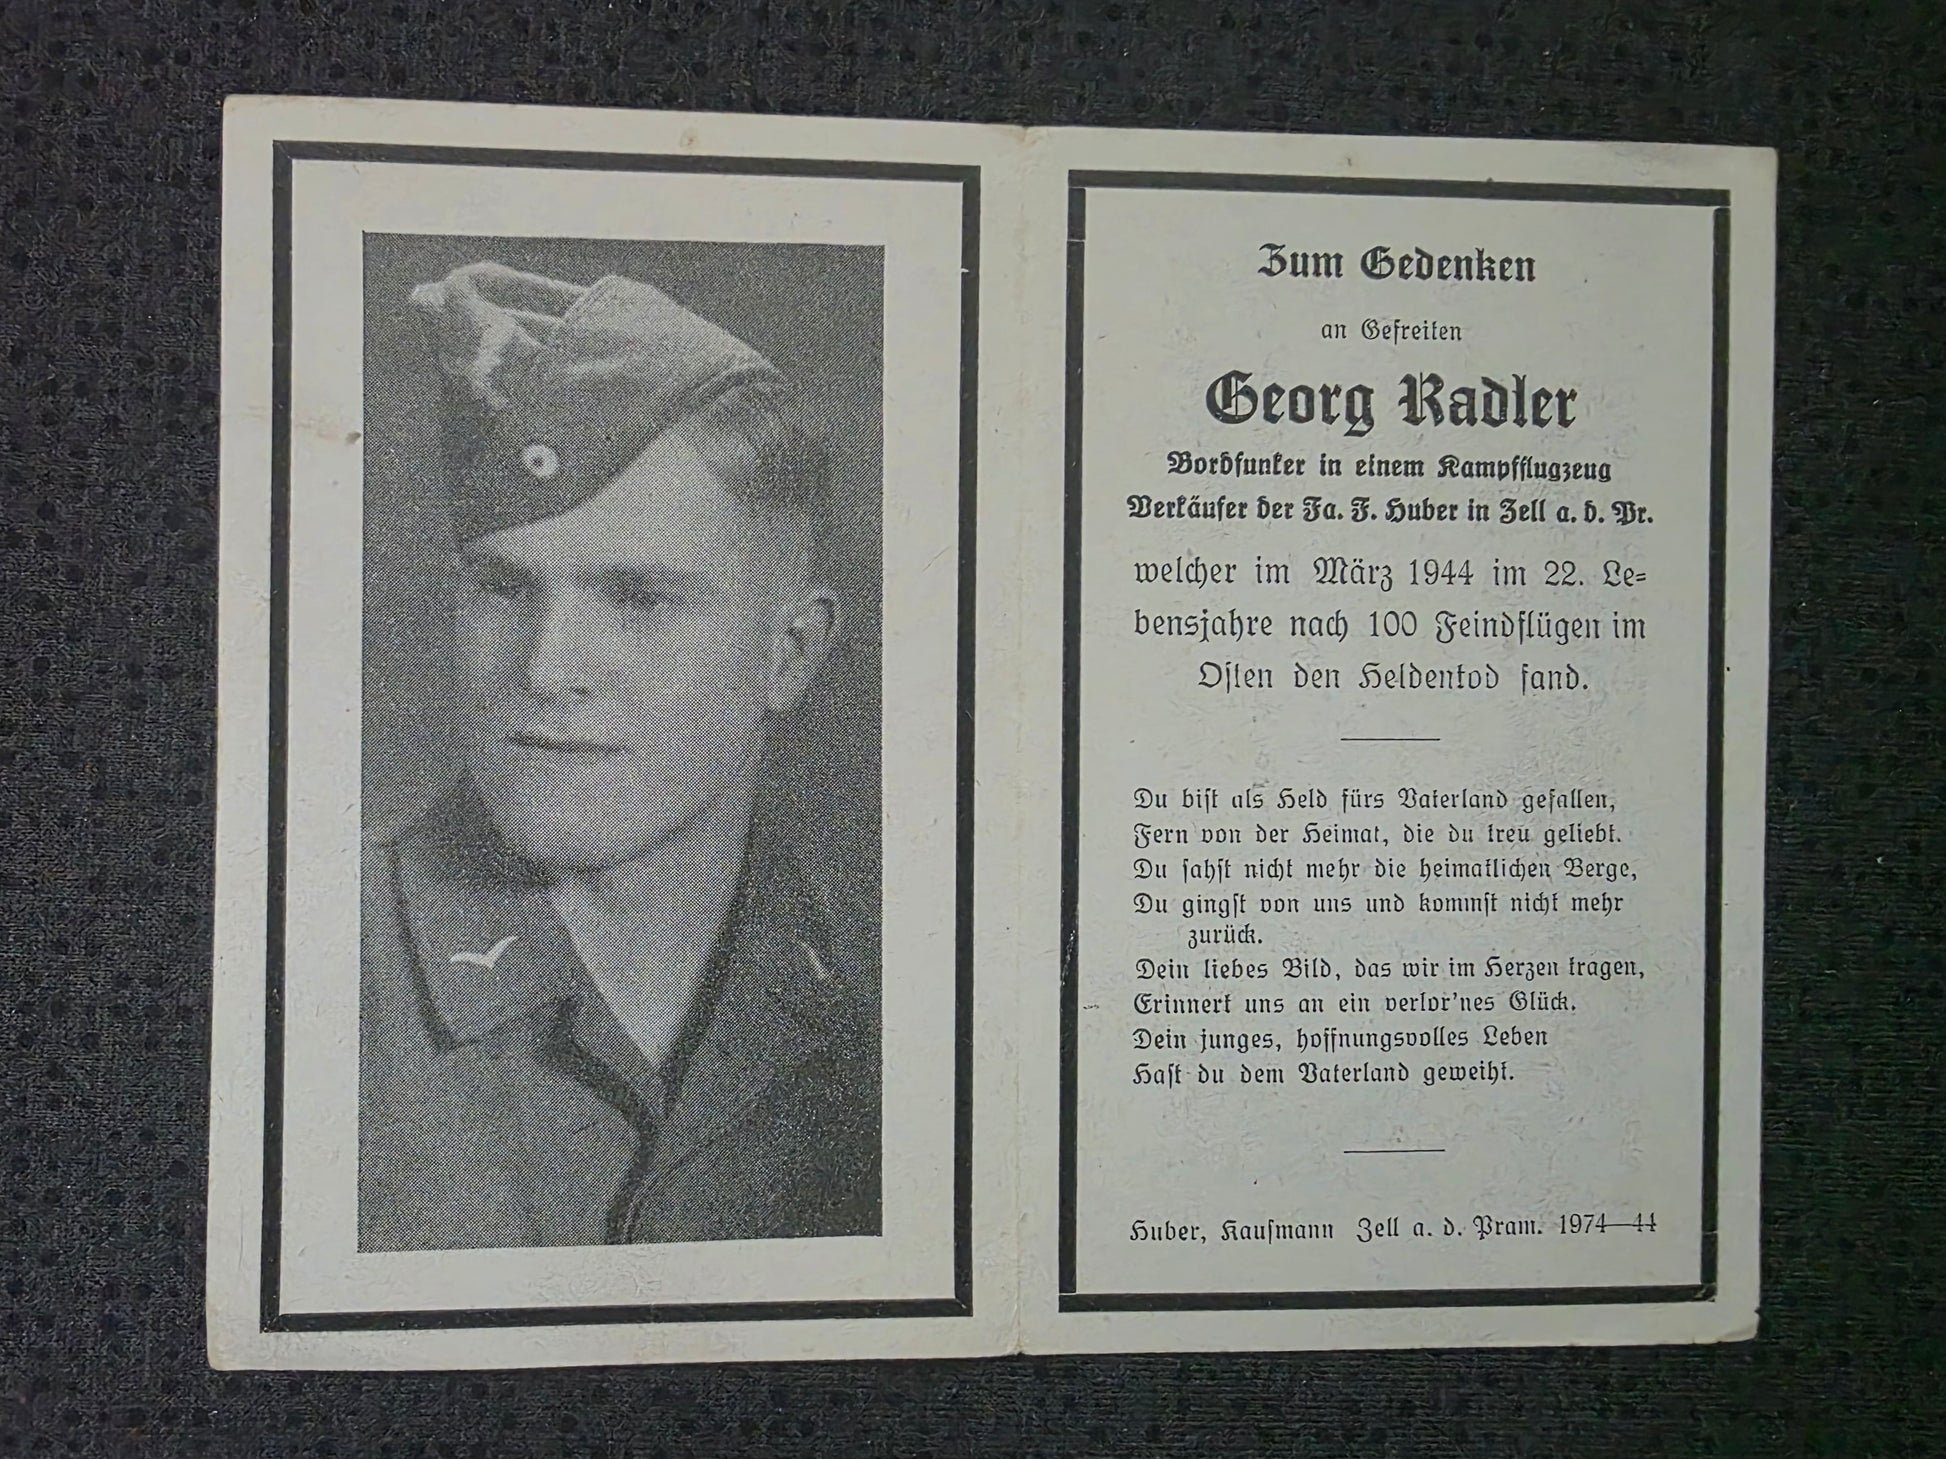 Zum Gedenken
an Gefreiten
Georg Radler
Bordfunker in einem Kampfflugzeug
Verkäufer der Fa. F. Huber in Zell a. d. Pr.
welcher im März 1944 im 22. Le=
bensjahre nach 100 Feindflügen im
Osten den Heldentod fand.
Du bist als Held fürs Vaterland gefallen,
Fern von der Heimat, die du treu geliebt.
Du sahst nicht mehr die heimatlichen Berge,
Du gingst von uns und kommst nicht mehr
zurück.
Dein liebes Bild, das wir im Herzen tragen,
Erinnert uns an ein verlor'nes Glück.
Dein junges, hoffnungsvolles Leben
Hast du dem Vaterland geweiht.
Huber, Kaufmann Zell a. d. Pram. 1974—44